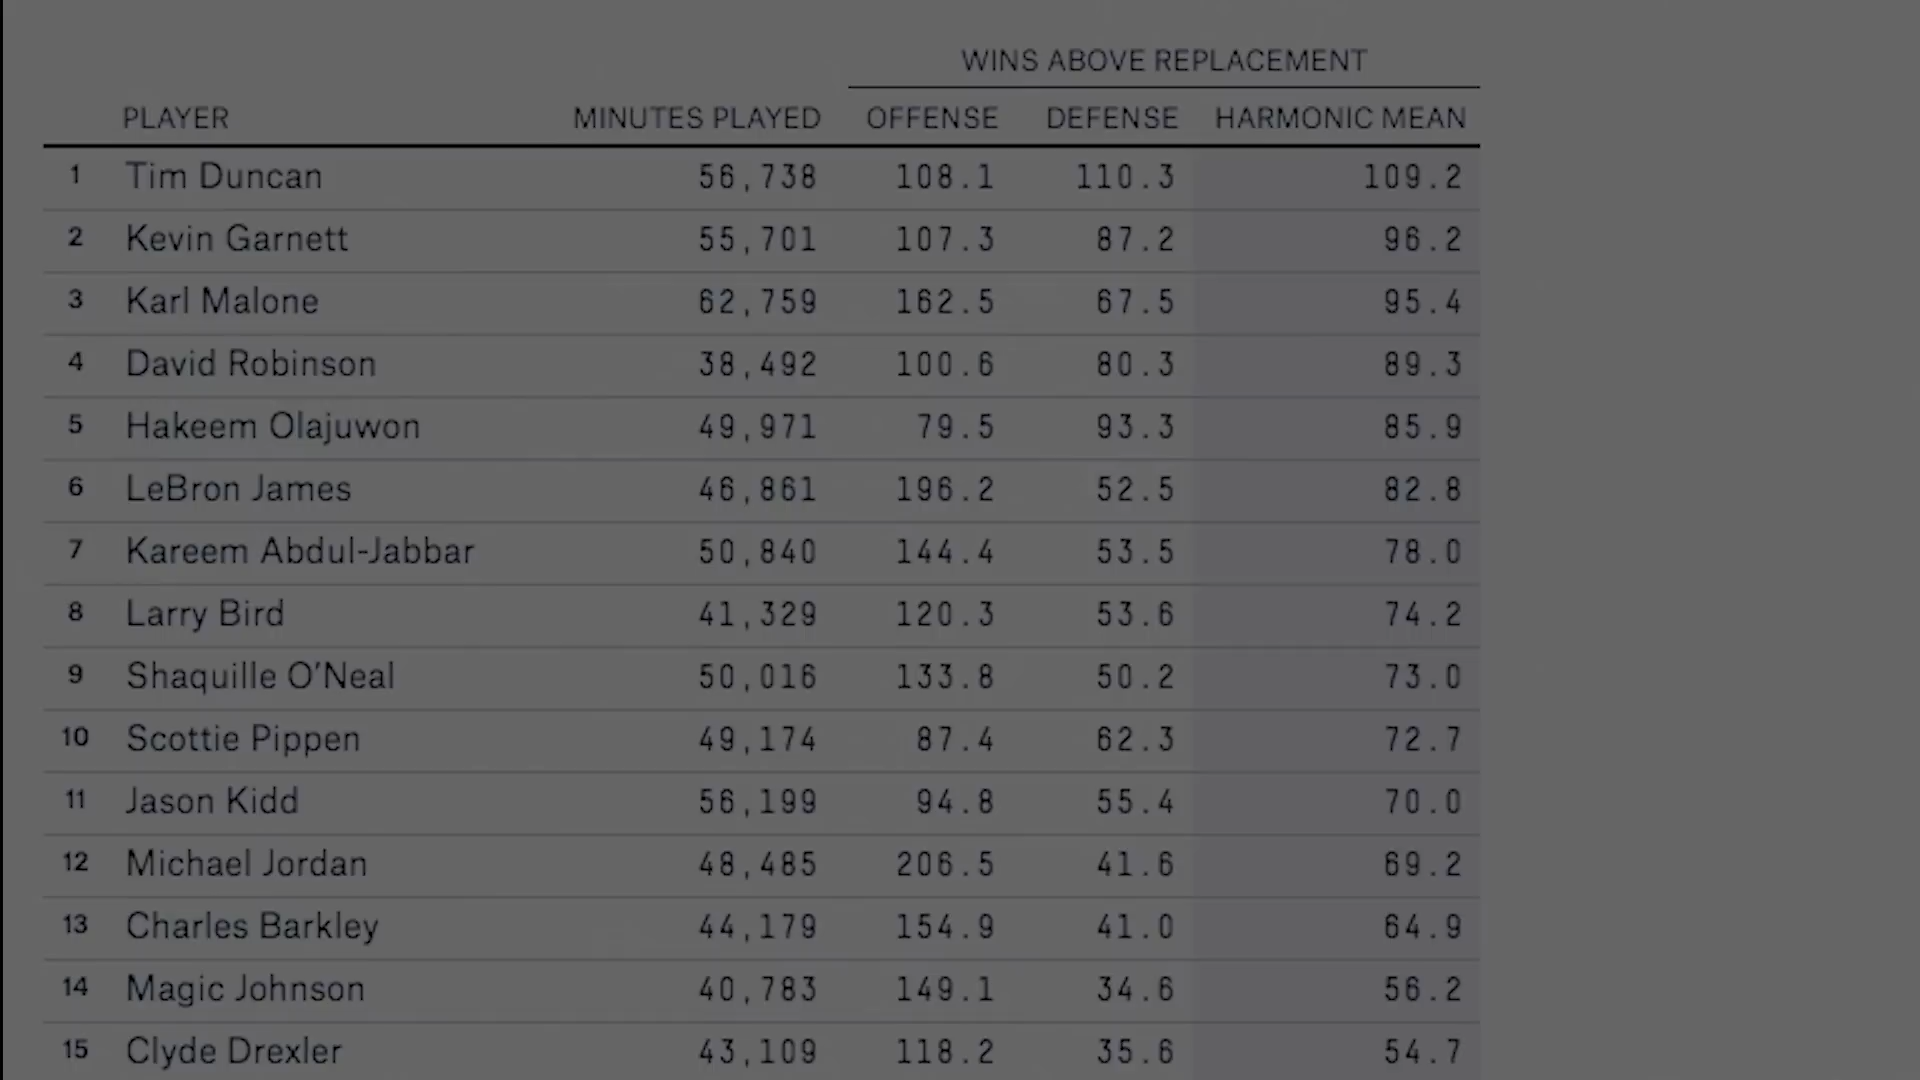 WINS ABOVE REPLACEMENT
PLAYER MINUTES PLAYED OFFENSE DEFENSE HARMONIC MEAN
1 Tim Duncan 56,738 108.1 110.3 109.2
2 Kevin Garnett 55,701 107.3 87.2 96.2
3 Karl Malone 62,759 162.5 67.5 95.4
4 David Robinson 38,492 100.6 80.3 89.3
5 Hakeem Olajuwon 49,971 79.5 93.3 85.9
6 LeBron James 46,861 196.2 52.5 82.8
7 Kareem Abdul-Jabbar 50,840 144.4 53.5 78.0
8 Larry Bird 41,329 120.3 53.6 74.2
9 Shaquille O’Neal 50,016 133.8 50.2 73.0
10 Scottie Pippen 49,174 87.4 62.3 72.7
11 Jason Kidd 56,199 94.8 55.4 70.0
12 Michael Jordan 48,485 206.5 41.6 69.2
13 Charles Barkley 44,179 154.9 41.0 64.9
14 Magic Johnson 40,783 149.1 34.6 56.2
15 Clyde Drexler 43,109 118.2 35.6 54.7